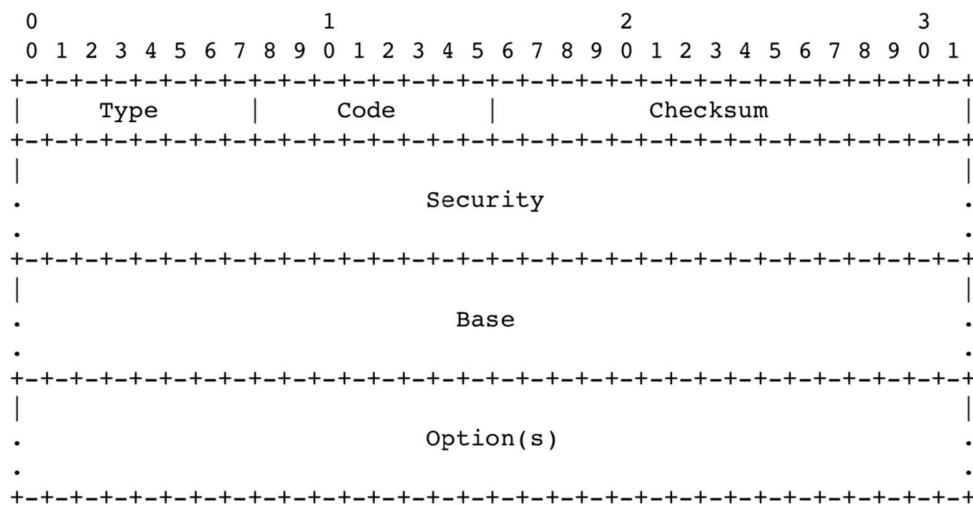 0                   1                   2                   3
 0 1 2 3 4 5 6 7 8 9 0 1 2 3 4 5 6 7 8 9 0 1 2 3 4 5 6 7 8 9 0 1
+-+-+-+-+-+-+-+-+-+-+-+-+-+-+-+-+-+-+-+-+-+-+-+-+-+-+-+-+-+-+-+-+
|     Type      |     Code      |          Checksum             |
+-+-+-+-+-+-+-+-+-+-+-+-+-+-+-+-+-+-+-+-+-+-+-+-+-+-+-+-+-+-+-+-+
|                                                               |
.                           Security                            .
.                                                               .
+-+-+-+-+-+-+-+-+-+-+-+-+-+-+-+-+-+-+-+-+-+-+-+-+-+-+-+-+-+-+-+-+
|                                                               |
.                             Base                              .
.                                                               .
+-+-+-+-+-+-+-+-+-+-+-+-+-+-+-+-+-+-+-+-+-+-+-+-+-+-+-+-+-+-+-+-+
|                                                               |
.                           Option(s)                           .
.                                                               .
+-+-+-+-+-+-+-+-+-+-+-+-+-+-+-+-+-+-+-+-+-+-+-+-+-+-+-+-+-+-+-+-+